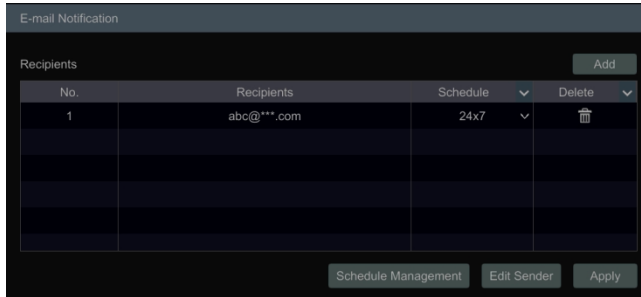 E-mail Notification
Recipients Add
No. Recipients Schedule Delete
1 abc@***.com 24x7
Schedule Management Edit Sender Apply